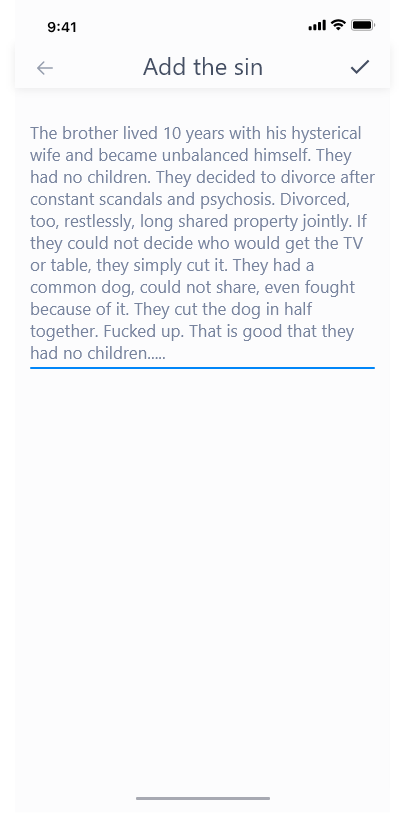 9:41
Add the sin
The brother lived 10 years with his hysterical
wife and became unbalanced himself. They
had no children. They decided to divorce after
constant scandals and psychosis. Divorced,
too, restlessly, long shared property jointly. If
they could not decide who would get the TV
or table, they simply cut it. They had a
common dog, could not share, even fought
because of it. They cut the dog in half
together. Fucked up. That is good that they
had no children.....